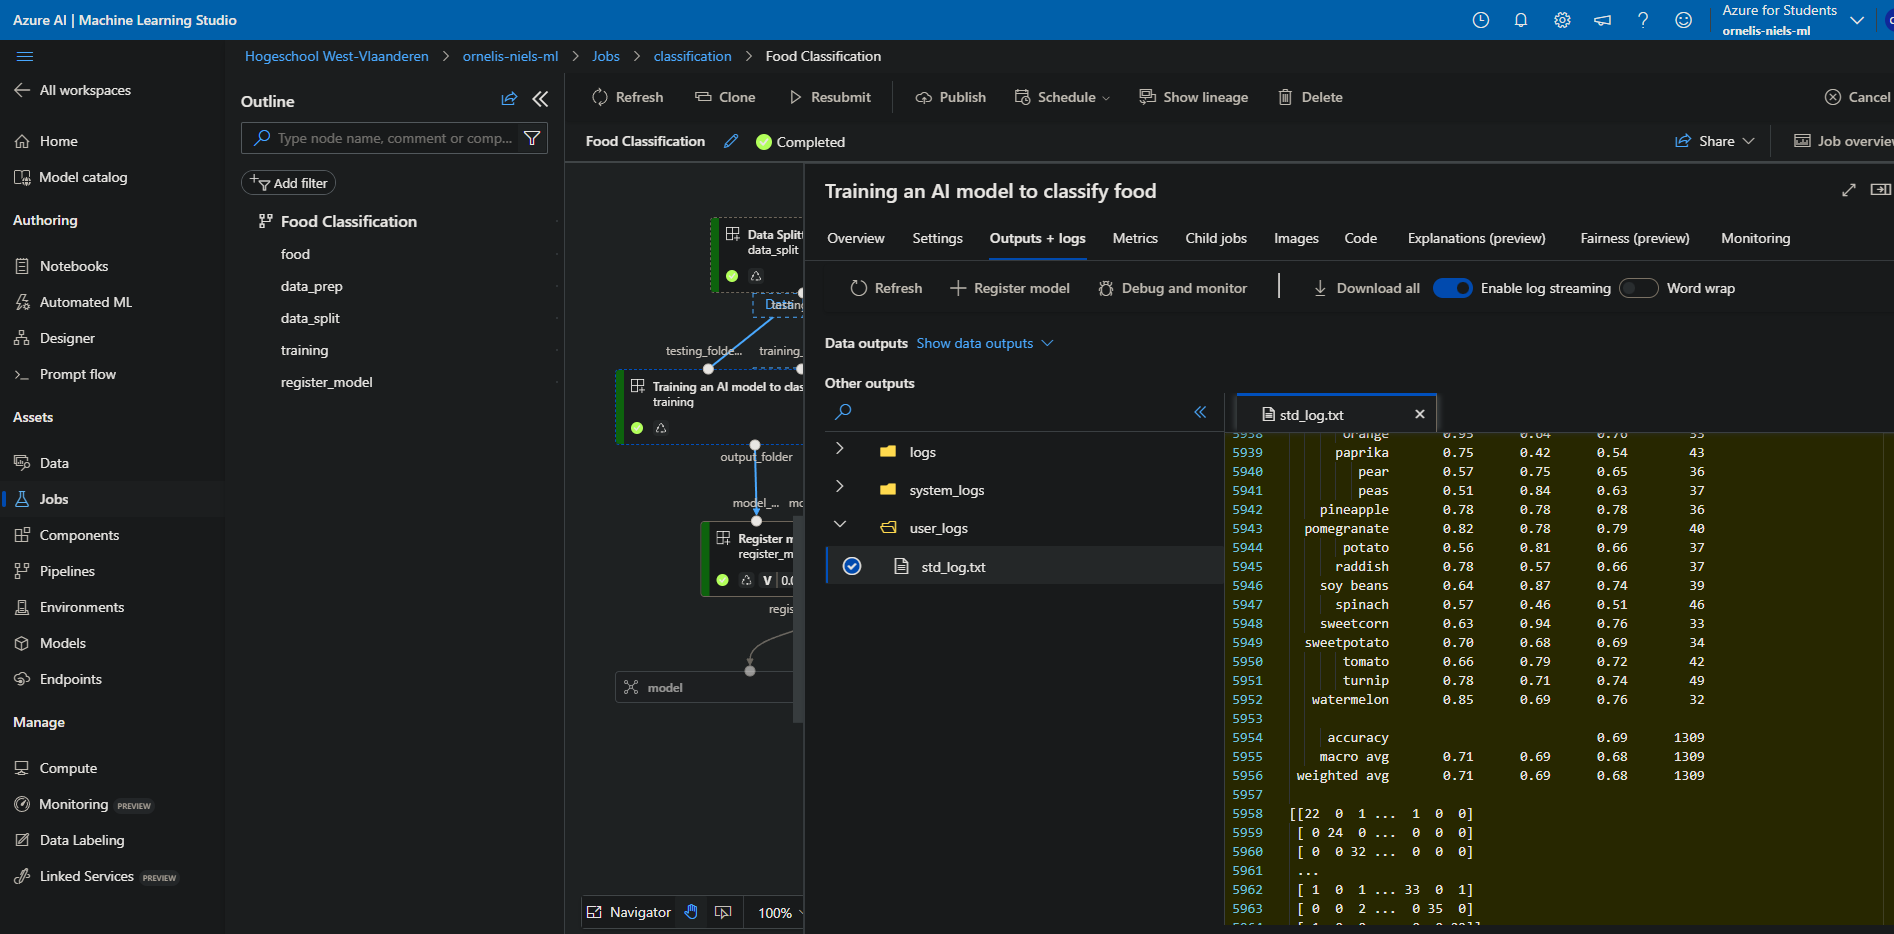 Azure AI | Machine Learning Studio
Azure for Students
ornelis-niels-ml
Hogeschool West-Vlaanderen > ornelis-niels-ml > Jobs > classification > Food Classification
All workspaces
Home
Model catalog
Authoring
Notebooks
Automated ML
Designer
Prompt flow
Assets
Data
Jobs
Components
Pipelines
Environments
Models
Endpoints
Manage
Compute
Monitoring PREVIEW
Data Labeling
Linked Services PREVIEW
Outline
Type node name, comment or comp...
Add filter
Food Classification
food
data_prep
data_split
training
register_model
Refresh Clone Resubmit Publish Schedule Show lineage Delete Cancel
Food Classification Completed Share Job overview
Data Splitt
data_split
testing
testing_folde... training_
Training an AI model to clas
training
output_folder
model_... mo
Register m
register_m
V 0.0
regis
model
Navigator 100%
Training an AI model to classify food
Overview Settings Outputs + logs Metrics Child jobs Images Code Explanations (preview) Fairness (preview) Monitoring
Refresh Register model Debug and monitor Download all Enable log streaming Word wrap
Data outputs Show data outputs
Other outputs
logs
system_logs
user_logs
std_log.txt
std_log.txt
5938 orange 0.95 0.64 0.76 33
5939 paprika 0.75 0.42 0.54 43
5940 pear 0.57 0.75 0.65 36
5941 peas 0.51 0.84 0.63 37
5942 pineapple 0.78 0.78 0.78 36
5943 pomegranate 0.82 0.78 0.79 40
5944 potato 0.56 0.81 0.66 37
5945 raddish 0.78 0.57 0.66 37
5946 soy beans 0.64 0.87 0.74 39
5947 spinach 0.57 0.46 0.51 46
5948 sweetcorn 0.63 0.94 0.76 33
5949 sweetpotato 0.70 0.68 0.69 34
5950 tomato 0.66 0.79 0.72 42
5951 turnip 0.78 0.71 0.74 49
5952 watermelon 0.85 0.69 0.76 32
5953
5954 accuracy 0.69 1309
5955 macro avg 0.71 0.69 0.68 1309
5956 weighted avg 0.71 0.69 0.68 1309
5957
5958 [[22 0 1 ... 1 0 0]
5959 [ 0 24 0 ... 0 0 0]
5960 [ 0 0 32 ... 0 0 0]
5961 ...
5962 [ 1 0 1 ... 33 0 1]
5963 [ 0 0 2 ... 0 35 0]